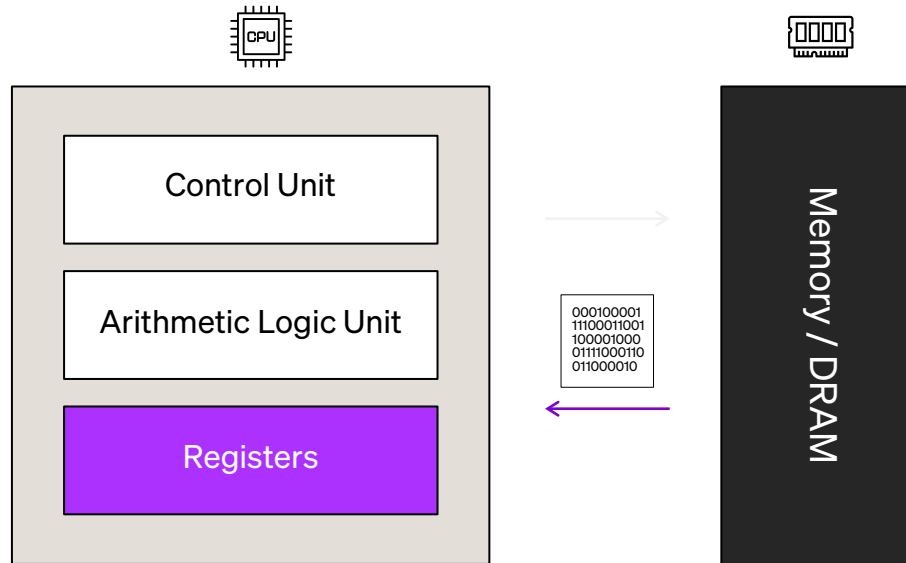 CPU
Control Unit
Arithmetic Logic Unit
Registers
000100001
11100011001
100001000
01111000110
011000010
Memory / DRAM